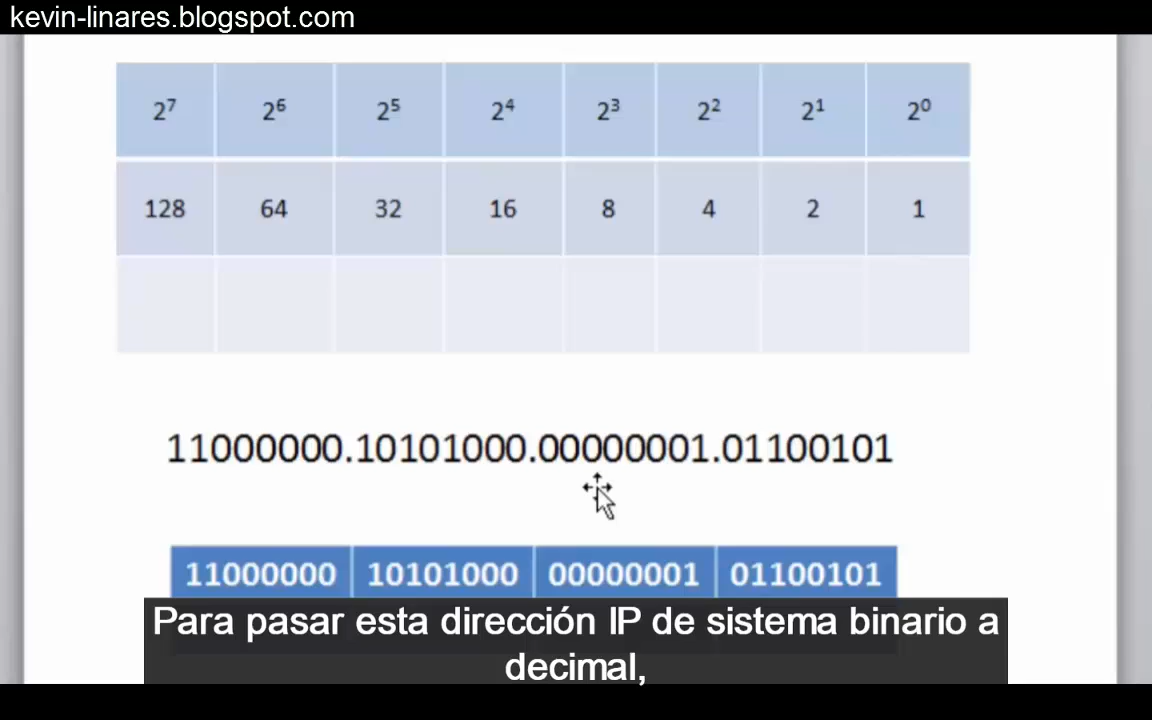 kevin-linares.blogspot.com
2⁷ 2⁶ 2⁵ 2⁴ 2³ 2² 2¹ 2⁰
128 64 32 16 8 4 2 1
11000000.10101000.00000001.01100101
11000000 10101000 00000001 01100101
Para pasar esta dirección IP de sistema binario a
decimal,